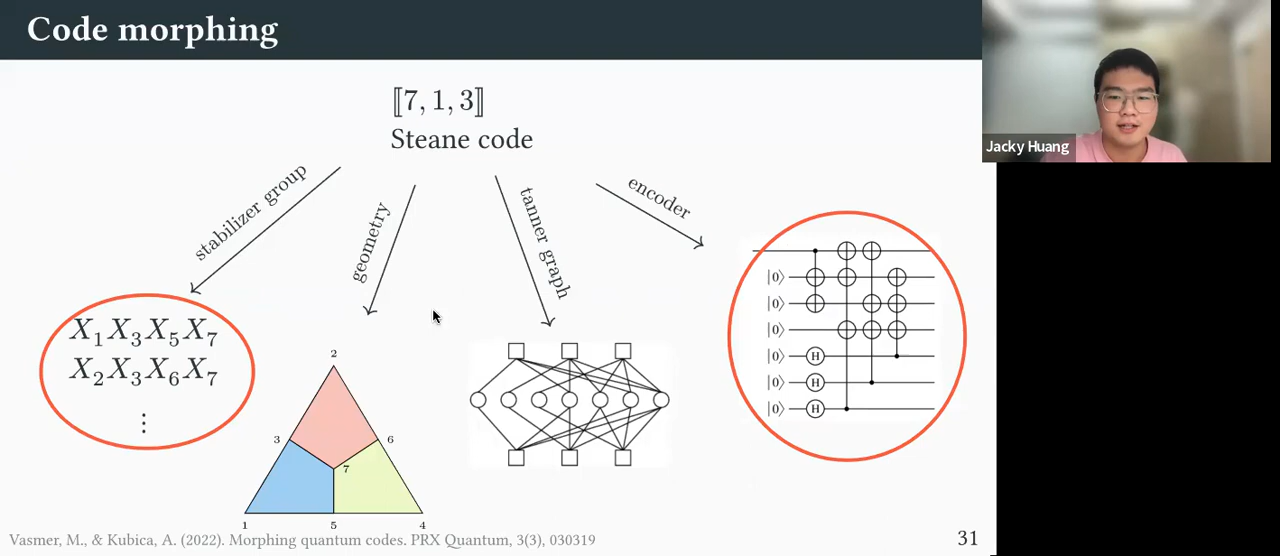 Code morphing
Jacky Huang
⟦7, 1, 3⟧
Steane code
stabilizer group
geometry
tanner graph
encoder
X₁X₃X₅X₇
X₂X₃X₆X₇
⋮
2
3
6
7
1
5
4
|0⟩
|0⟩
|0⟩
|0⟩ H
|0⟩ H
|0⟩ H
Vasmer, M., & Kubica, A. (2022). Morphing quantum codes. PRX Quantum, 3(3), 030319
31